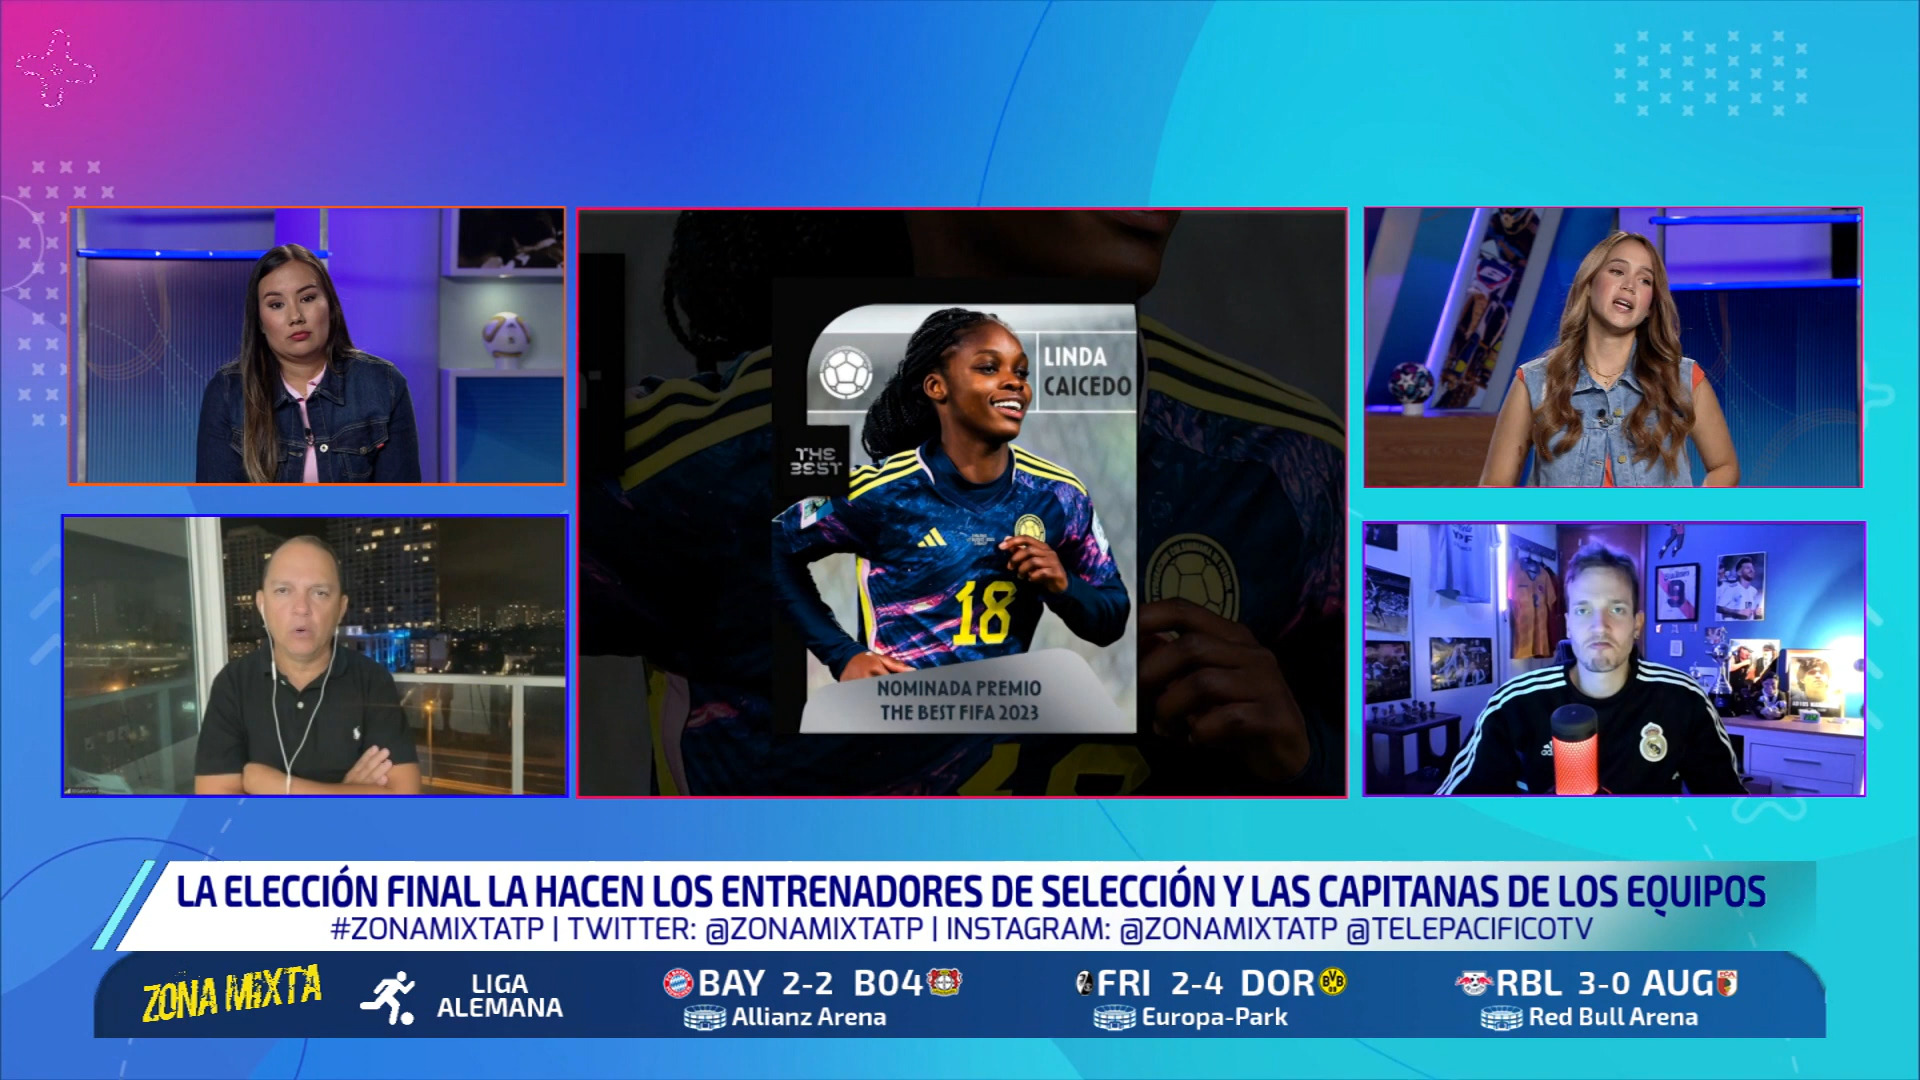 LINDA
CAICEDO
THE
BEST
18
NOMINADA PREMIO
THE BEST FIFA 2023
LA ELECCIÓN FINAL LA HACEN LOS ENTRENADORES DE SELECCIÓN Y LAS CAPITANAS DE LOS EQUIPOS
#ZONAMIXTATP | TWITTER: @ZONAMIXTATP | INSTAGRAM: @ZONAMIXTATP @TELEPACIFICOTV
ZONA MIXTA
LIGA
ALEMANA
BAY 2-2 B04
Allianz Arena
FRI 2-4 DOR
Europa-Park
RBL 3-0 AUG
Red Bull Arena